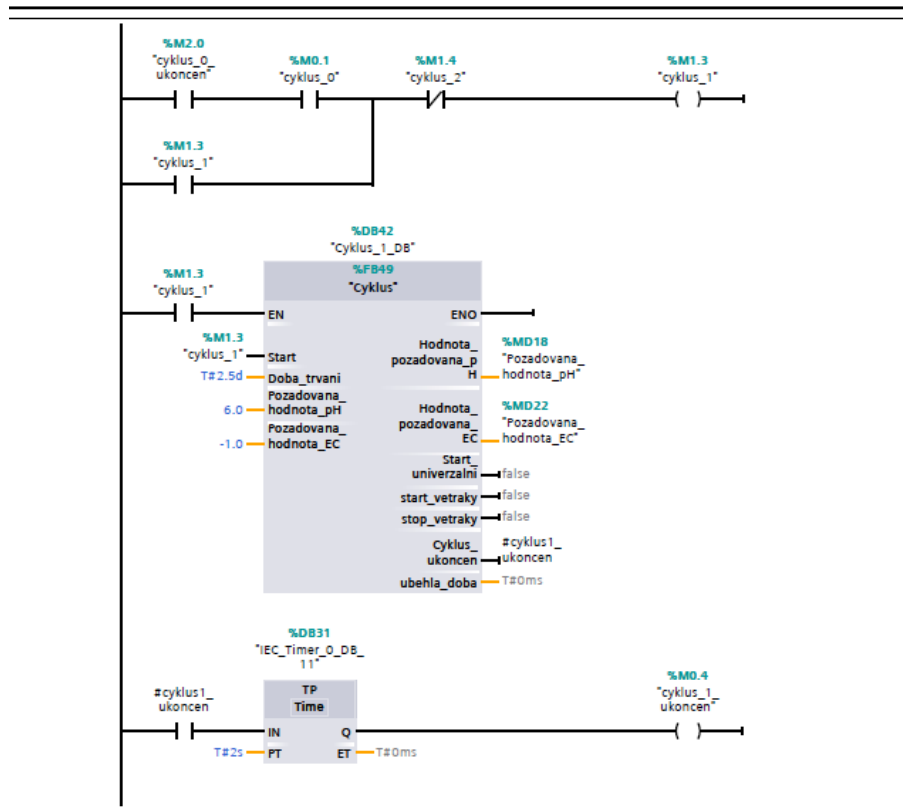 %M2.0
"cyklus_0_
ukoncen"
%M0.1
"cyklus_0"
%M1.4
"cyklus_2"
%M1.3
"cyklus_1"
%M1.3
"cyklus_1"
%DB42
"Cyklus_1_DB"
%FB49
"Cyklus"
%M1.3
"cyklus_1"
EN
ENO
%M1.3
"cyklus_1"
Start
T#2.5d
Doba_trvani
6.0
Pozadovana_
hodnota_pH
-1.0
Pozadovana_
hodnota_EC
Hodnota_
pozadovana_p
H
%MD18
"Pozadovana_
hodnota_pH"
Hodnota_
pozadovana_
EC
%MD22
"Pozadovana_
hodnota_EC"
Start_
univerzalni
false
start_vetraky
false
stop_vetraky
false
Cyklus_
ukoncen
#cyklus1_
ukoncen
ubehla_doba
T#0ms
%DB31
"IEC_Timer_0_DB_
11"
#cyklus1_
ukoncen
TP
Time
IN
Q
T#2s
PT
ET
T#0ms
%M0.4
"cyklus_1_
ukoncen"